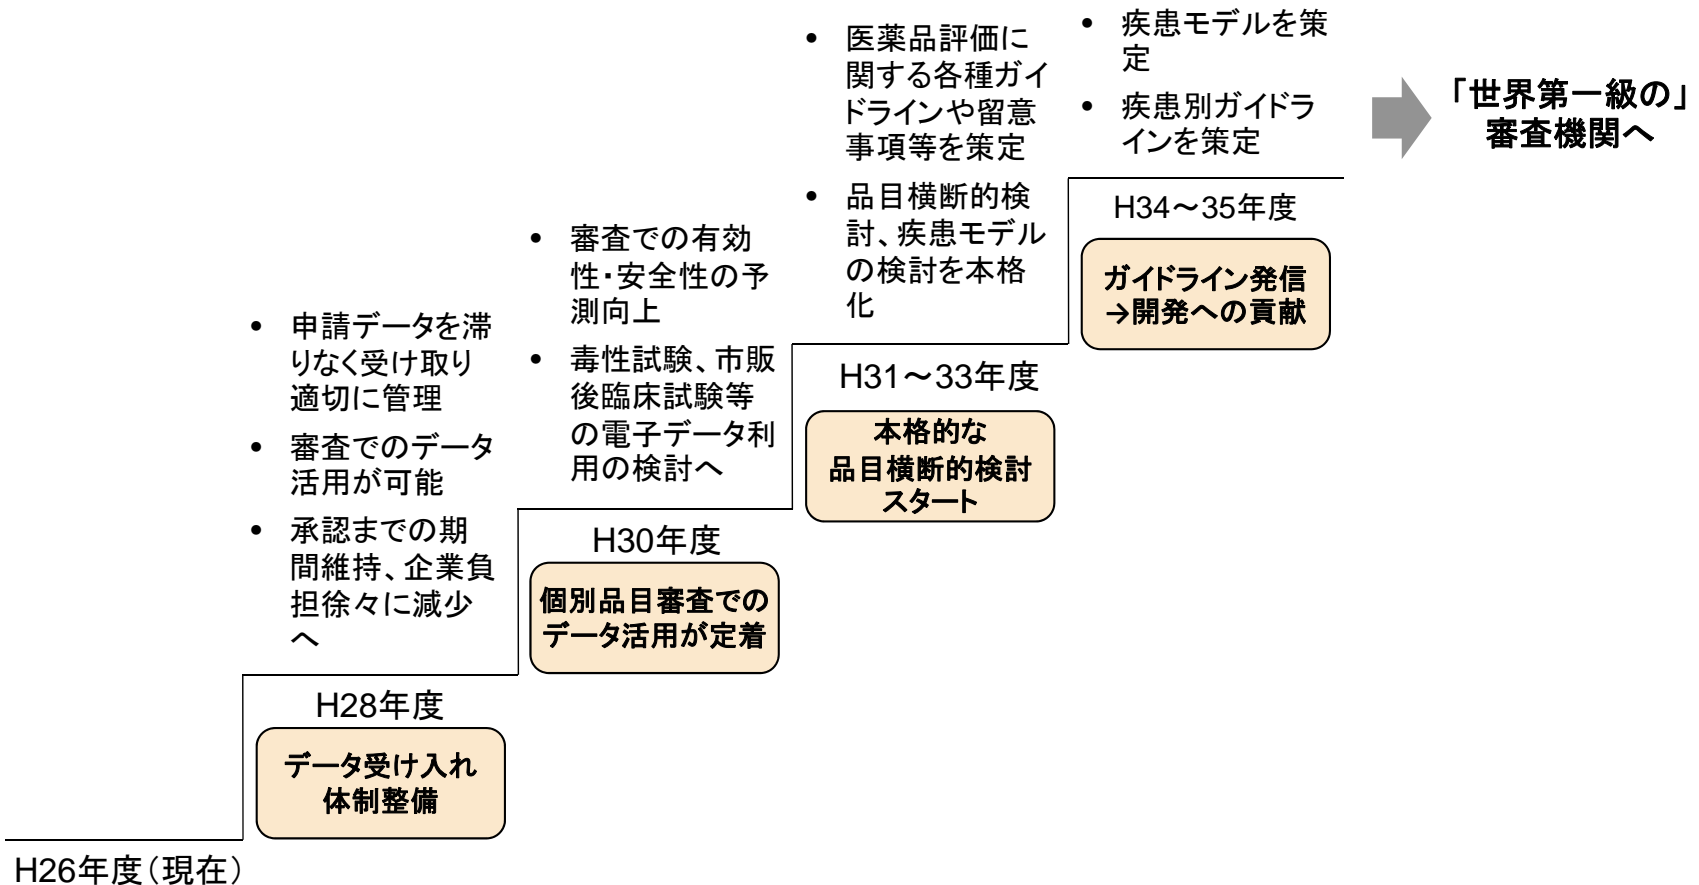 H26年度（現在）
• 申請データを滞
りなく受け取り
適切に管理
• 審査でのデータ
活用が可能
• 承認までの期
間維持、企業負
担徐々に減少
へ
H28年度
データ受け入れ
体制整備
• 審査での有効
性・安全性の予
測向上
• 毒性試験、市販
後臨床試験等
の電子データ利
用の検討へ
H30年度
個別品目審査での
データ活用が定着
• 医薬品評価に
関する各種ガイ
ドラインや留意
事項等を策定
• 品目横断的検
討、疾患モデル
の検討を本格
化
H31～33年度
本格的な
品目横断的検討
スタート
• 疾患モデルを策
定
• 疾患別ガイドラ
インを策定
H34～35年度
ガイドライン発信
→開発への貢献
「世界第一級の」
審査機関へ